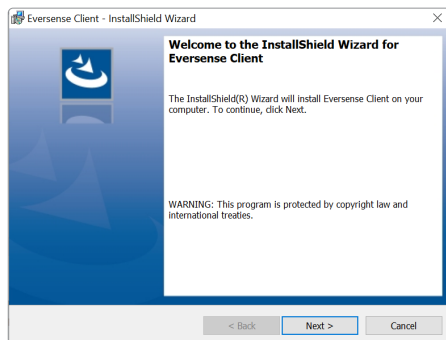 Eversense Client - InstallShield Wizard
Welcome to the InstallShield Wizard for
Eversense Client
The InstallShield(R) Wizard will install Eversense Client on your
computer. To continue, click Next.
WARNING: This program is protected by copyright law and
international treaties.
< Back
Next >
Cancel